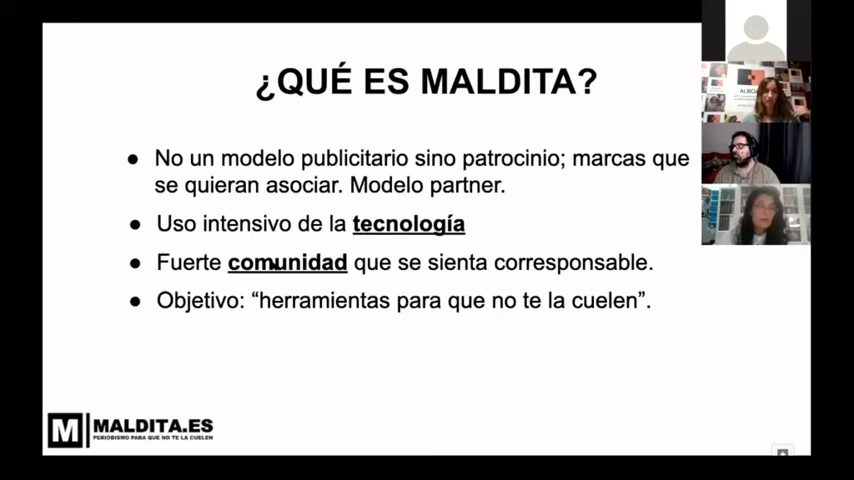 ¿QUÉ ES MALDITA?
● No un modelo publicitario sino patrocinio; marcas que
se quieran asociar. Modelo partner.
● Uso intensivo de la tecnología
● Fuerte comunidad que se sienta corresponsable.
● Objetivo: “herramientas para que no te la cuelen”.
M MALDITA.ES
PERIODISMO PARA QUE NO TE LA CUELEN